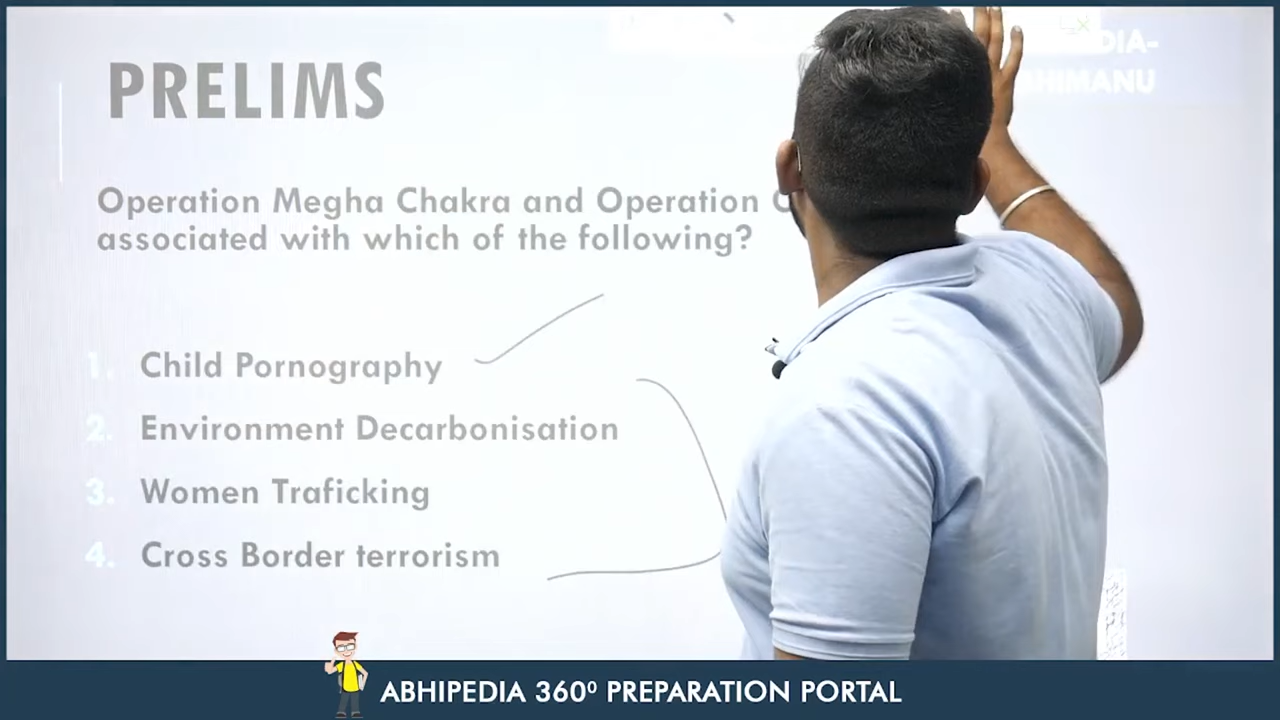 PRELIMS
Operation Megha Chakra and Operation
associated with which of the following?
1. Child Pornography
2. Environment Decarbonisation
3. Women Traficking
4. Cross Border terrorism
ABHIPEDIA 360⁰ PREPARATION PORTAL